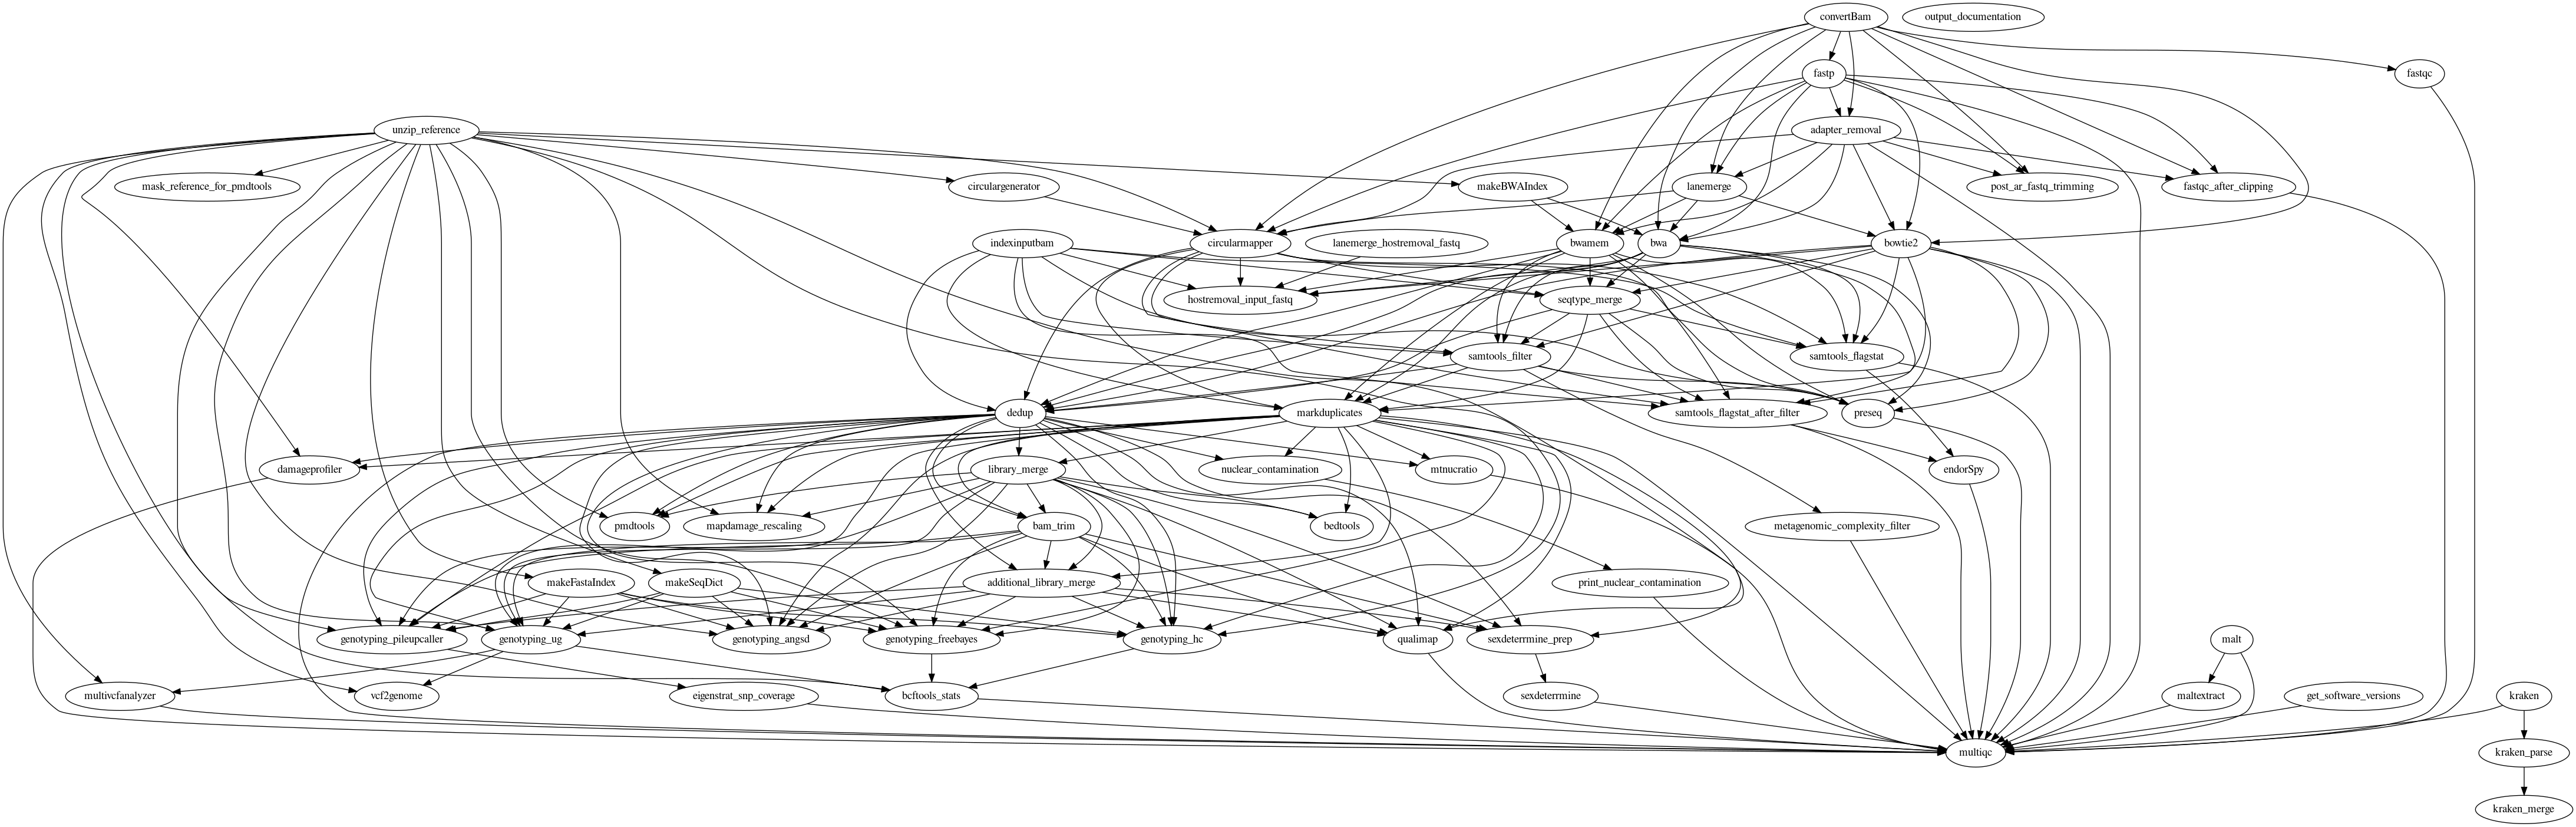 convertBam
output_documentation
fastp
fastqc
unzip_reference
adapter_removal
mask_reference_for_pmdtools
circulargenerator
makeBWAIndex
lanemerge
post_ar_fastq_trimming
fastqc_after_clipping
indexinputbam
circularmapper
lanemerge_hostremoval_fastq
bwamem
bwa
bowtie2
hostremoval_input_fastq
seqtype_merge
samtools_filter
samtools_flagstat
dedup
markduplicates
samtools_flagstat_after_filter
preseq
damageprofiler
library_merge
nuclear_contamination
mtnucratio
endorSpy
pmdtools
mapdamage_rescaling
bam_trim
bedtools
metagenomic_complexity_filter
makeFastaIndex
makeSeqDict
additional_library_merge
print_nuclear_contamination
genotyping_pileupcaller
genotyping_ug
genotyping_angsd
genotyping_freebayes
genotyping_hc
qualimap
sexdeterrmine_prep
malt
multivcfanalyzer
vcf2genome
eigenstrat_snp_coverage
bcftools_stats
sexdeterrmine
maltextract
get_software_versions
kraken
multiqc
kraken_parse
kraken_merge